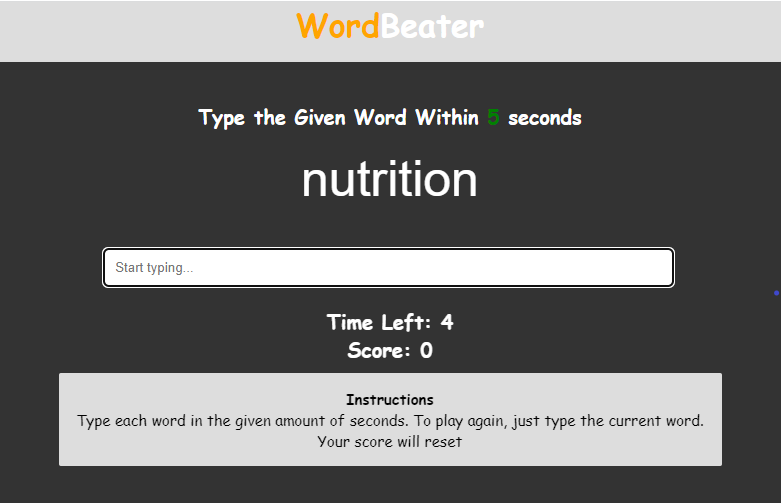 WordBeater
Type the Given Word Within 5 seconds
nutrition
Start typing...
Time Left: 4
Score: 0
Instructions
Type each word in the given amount of seconds. To play again, just type the current word.
Your score will reset